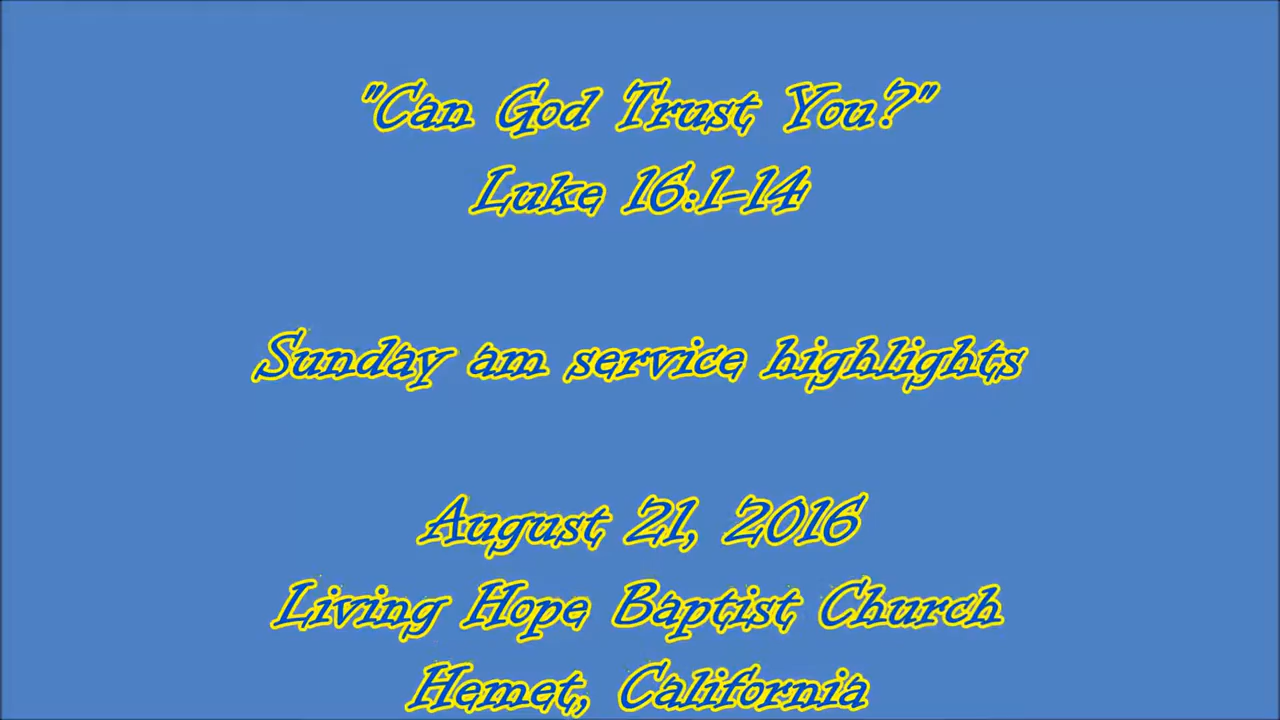 "Can God Trust You?"
Luke 16:1-14
Sunday am service highlights
August 21, 2016
Living Hope Baptist Church
Hemet, California